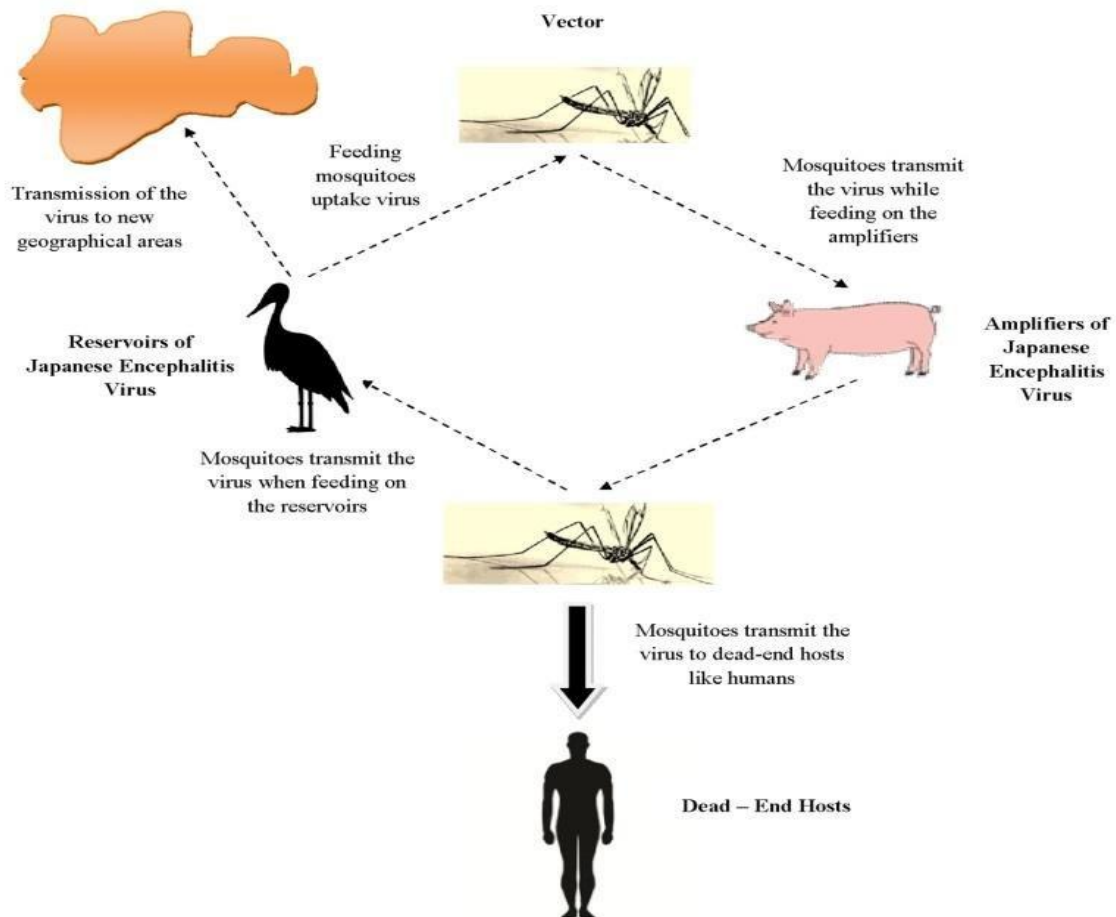 Vector
Feeding
mosquitoes
uptake virus
Mosquitoes transmit
the virus while
feeding on the
amplifiers
Transmission of the
virus to new
geographical areas
Reservoirs of
Japanese Encephalitis
Virus
Amplifiers of
Japanese
Encephalitis
Virus
Mosquitoes transmit the
virus when feeding on
the reservoirs
Mosquitoes transmit the
virus to dead-end hosts
like humans
Dead – End Hosts